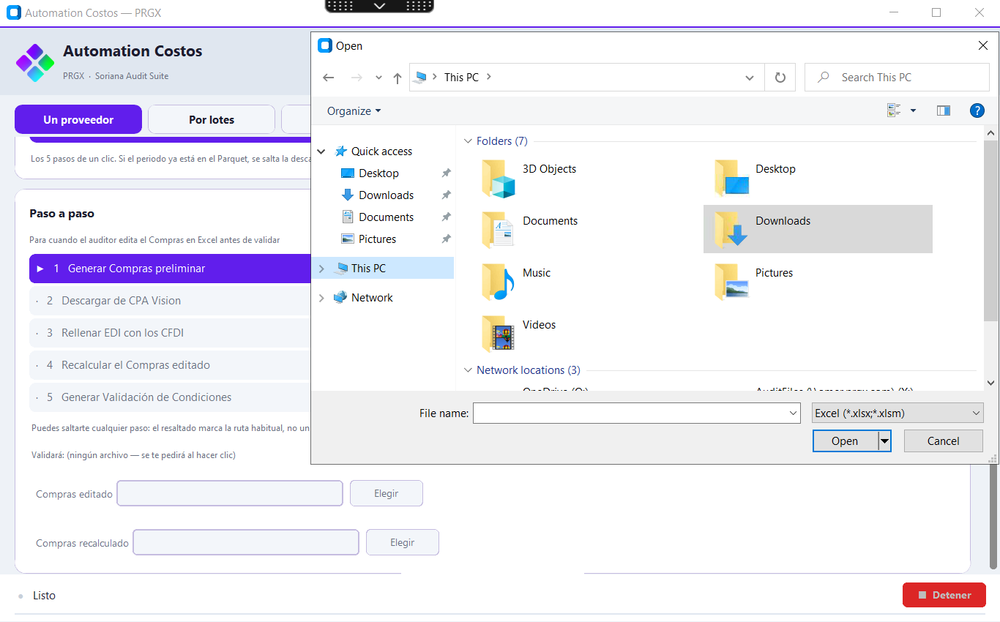 Automation Costos — PRGX
Automation Costos
PRGX · Soriana Audit Suite
Un proveedor
Por lotes
Los 5 pasos de un clic. Si el periodo ya está en el Parquet, se salta la desca
Paso a paso
Para cuando el auditor edita el Compras en Excel antes de validar
1 Generar Compras preliminar
· 2 Descargar de CPA Vision
· 3 Rellenar EDI con los CFDI
· 4 Recalcular el Compras editado
· 5 Generar Validación de Condiciones
Puedes saltarte cualquier paso: el resaltado marca la ruta habitual, no un
Validará: (ningún archivo — se te pedirá al hacer clic)
Compras editado
Elegir
Compras recalculado
Elegir
Listo
Detener
Open
This PC
Search This PC
Organize
?
Quick access
Desktop
Downloads
Documents
Pictures
This PC
Network
Folders (7)
3D Objects
Desktop
Documents
Downloads
Music
Pictures
Videos
Network locations (3)
File name:
Excel (*.xlsx;*.xlsm)
Open
Cancel